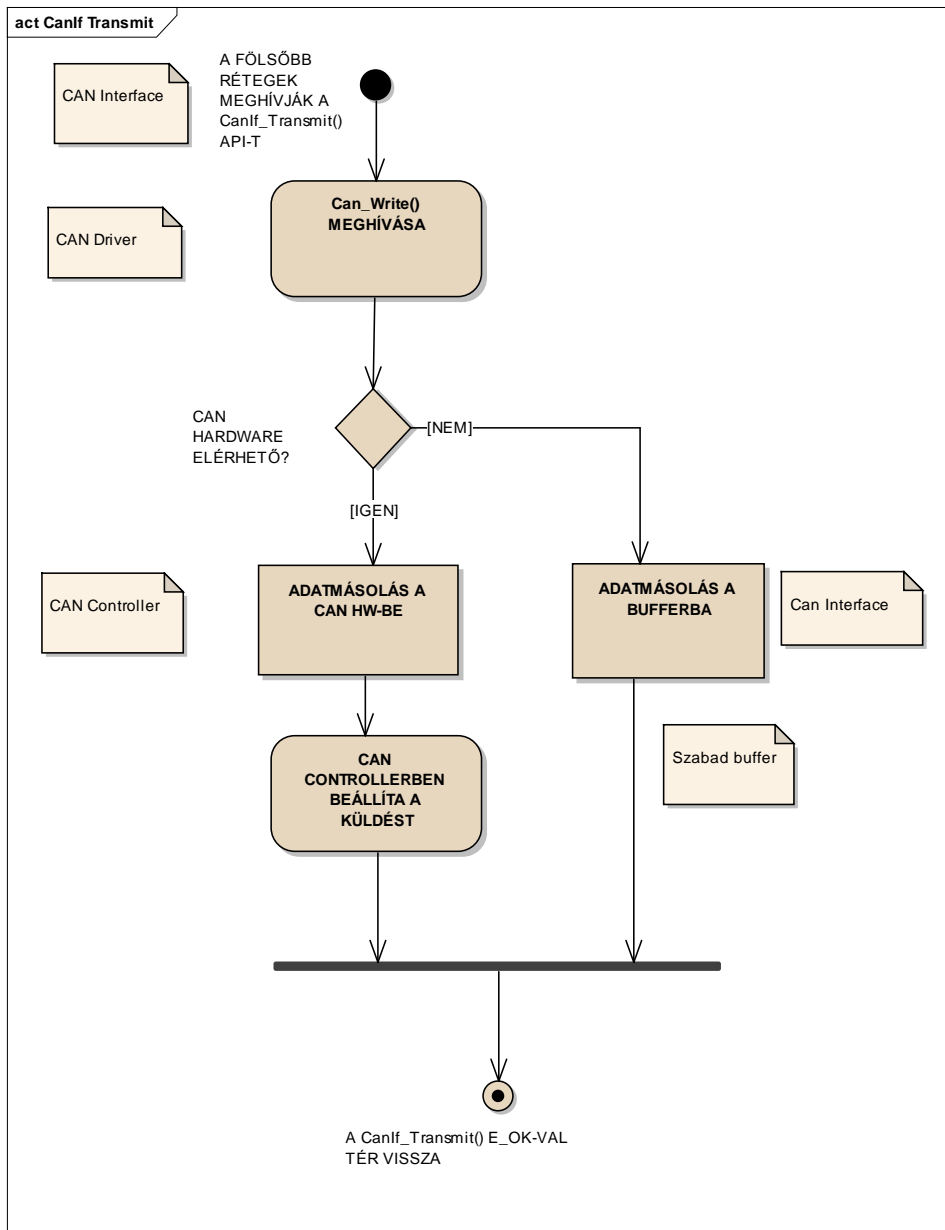 act CanIf Transmit
CAN Interface
A FÖLSŐBB
RÉTEGEK
MEGHÍVJÁK A
CanIf_Transmit()
API-T
Can_Write()
MEGHÍVÁSA
CAN Driver
CAN
HARDWARE
ELÉRHETŐ?
[NEM]
[IGEN]
CAN Controller
ADATMÁSOLÁS A
CAN HW-BE
ADATMÁSOLÁS A
BUFFERBA
Can Interface
CAN
CONTROLLERBEN
BEÁLLÍTA A
KÜLDÉST
Szabad buffer
A CanIf_Transmit() E_OK-VAL
TÉR VISSZA